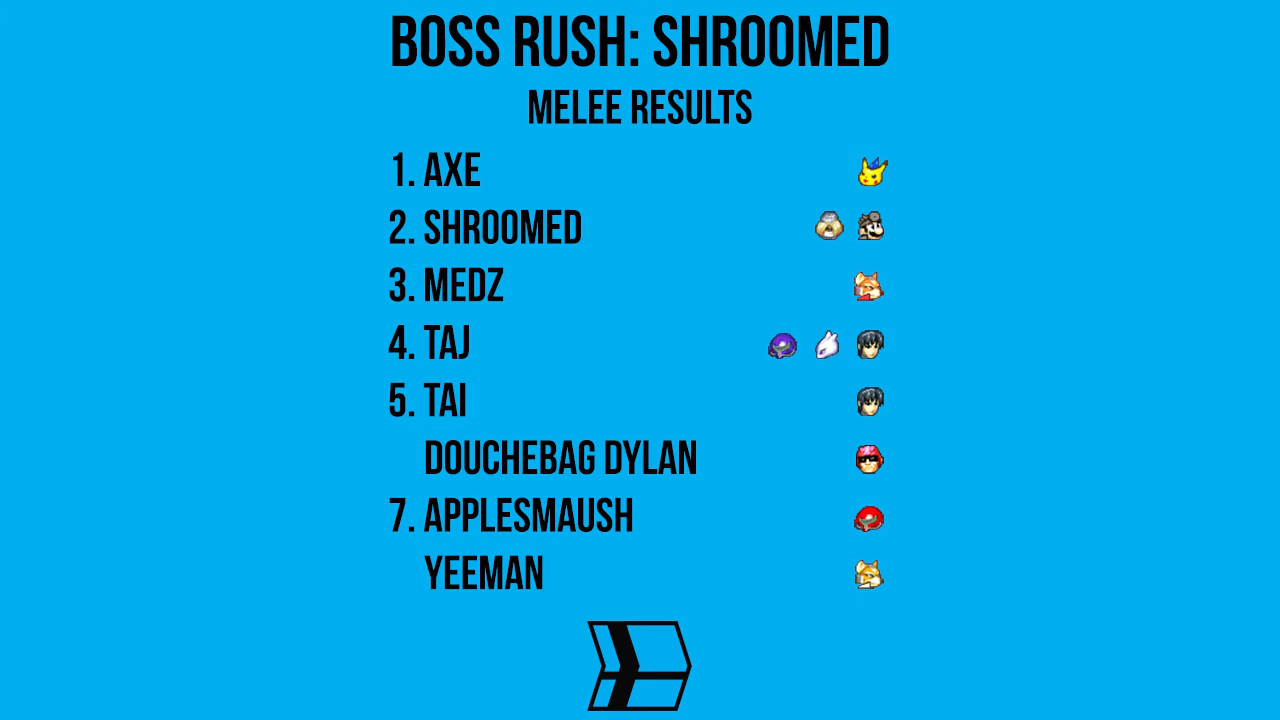 BOSS RUSH: SHROOMED
MELEE RESULTS
1. AXE
2. SHROOMED
3. MEDZ
4. TAJ
5. TAI
DOUCHEBAG DYLAN
7. APPLESMAUSH
YEEMAN